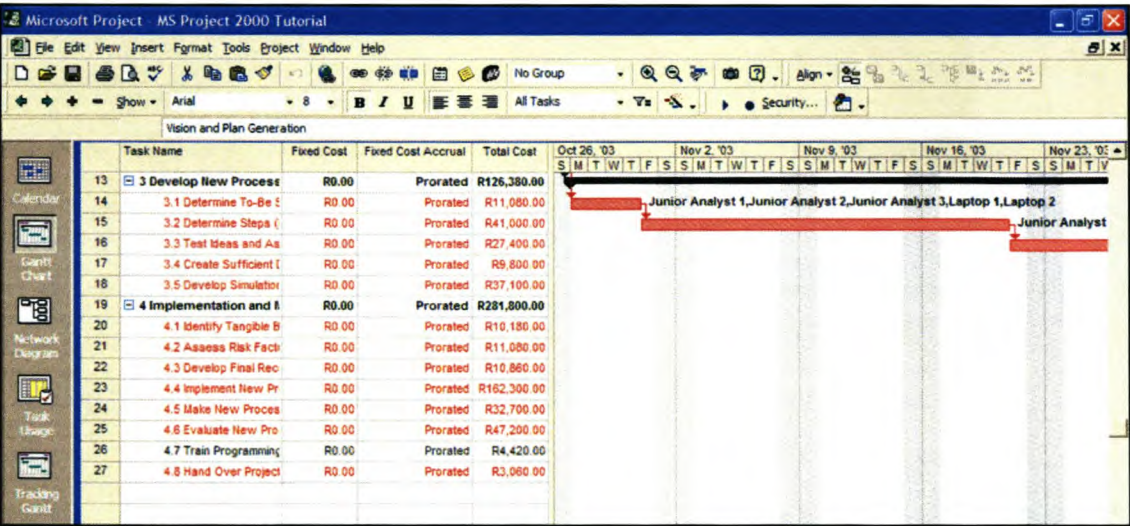 Microsoft Project - MS Project 2000 Tutorial
File Edit View Insert Format Tools Project Window Help
No Group Align
Show Arial 8 B I U All Tasks Security...
Vision and Plan Generation
Task Name Fixed Cost Fixed Cost Accrual Total Cost Oct 26, '03 Nov 2, '03 Nov 9, '03 Nov 16, '03 Nov 23, '03
S M T W T F S S M T W T F S S M T W T F S S M T W T F S S M T W
13 3 Develop New Process R0.00 Prorated R126,380.00
14 3.1 Determine To-Be S R0.00 Prorated R11,080.00 Junior Analyst 1,Junior Analyst 2,Junior Analyst 3,Laptop 1,Laptop 2
15 3.2 Determine Steps ( R0.00 Prorated R41,000.00 Junior Analyst
16 3.3 Test Ideas and As R0.00 Prorated R27,400.00
17 3.4 Create Sufficient D R0.00 Prorated R9,800.00
18 3.5 Develop Simulation R0.00 Prorated R37,100.00
19 4 Implementation and M R0.00 Prorated R281,800.00
20 4.1 Identify Tangible B R0.00 Prorated R10,180.00
21 4.2 Assess Risk Facto R0.00 Prorated R11,080.00
22 4.3 Develop Final Rec R0.00 Prorated R10,860.00
23 4.4 Implement New Pr R0.00 Prorated R162,300.00
24 4.5 Make New Proces R0.00 Prorated R32,700.00
25 4.6 Evaluate New Pro R0.00 Prorated R47,200.00
26 4.7 Train Programming R0.00 Prorated R4,420.00
27 4.8 Hand Over Project R0.00 Prorated R3,060.00
Calendar
Gantt
Chart
Network
Diagram
Task
Usage
Tracking
Gantt